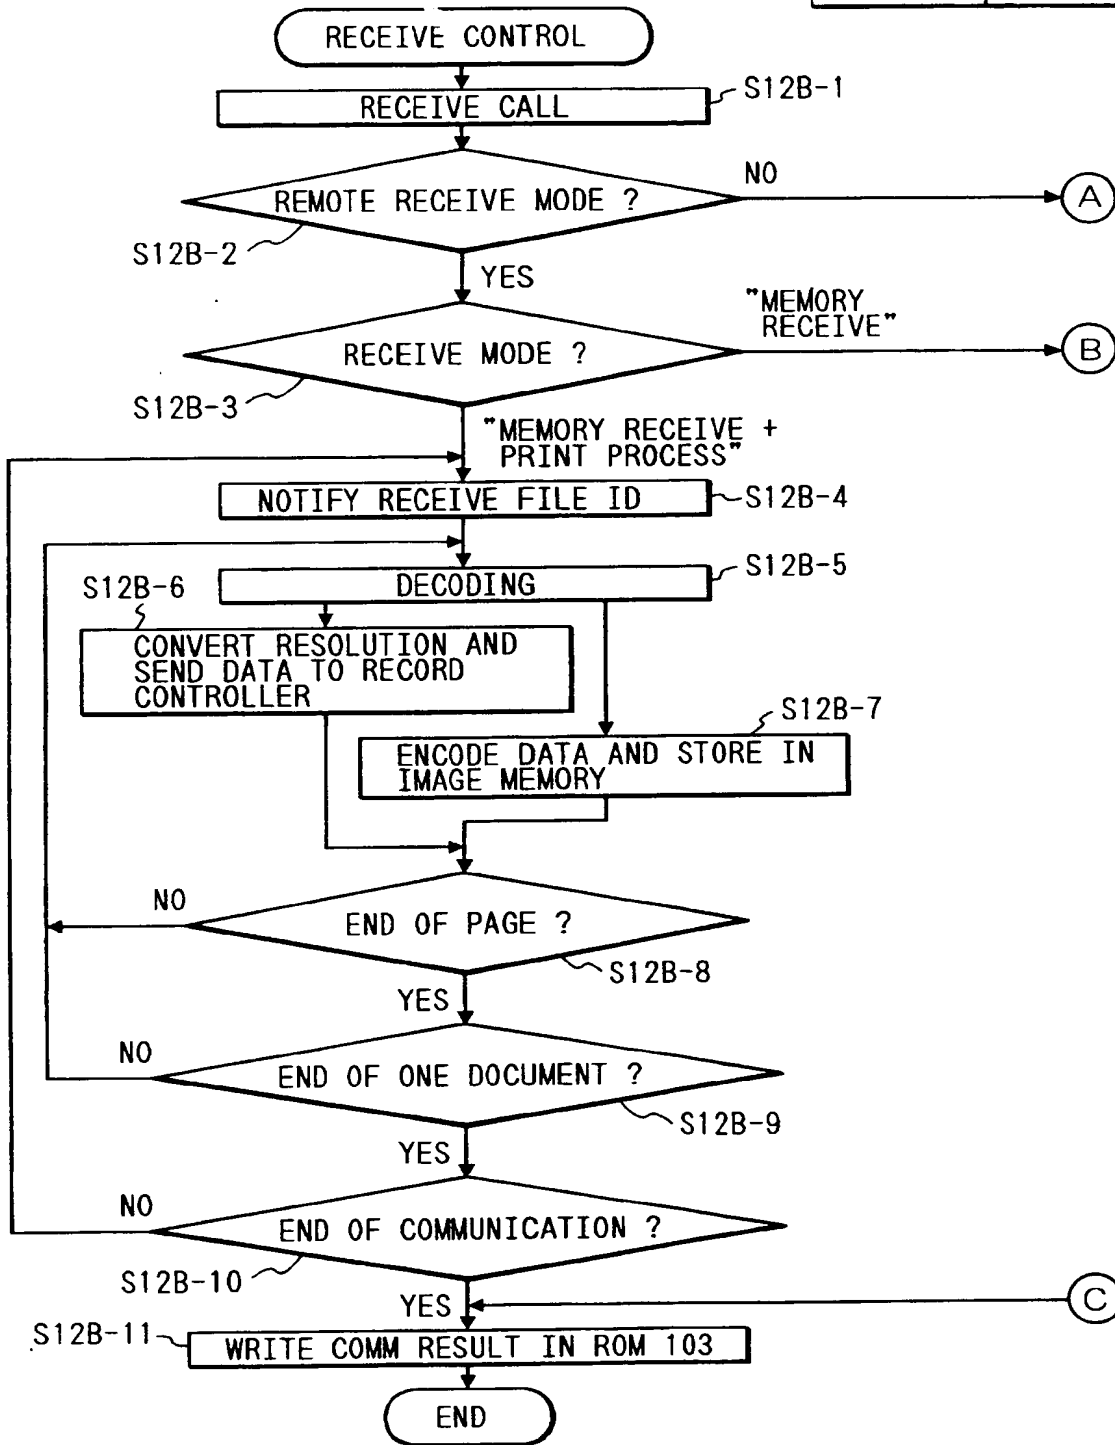 RECEIVE CONTROL
RECEIVE CALL
S12B-1
REMOTE RECEIVE MODE ?
NO
A
S12B-2
YES
RECEIVE MODE ?
"MEMORY
RECEIVE"
B
S12B-3
"MEMORY RECEIVE +
PRINT PROCESS"
NOTIFY RECEIVE FILE ID
S12B-4
DECODING
S12B-5
S12B-6
CONVERT RESOLUTION AND
SEND DATA TO RECORD
CONTROLLER
S12B-7
ENCODE DATA AND STORE IN
IMAGE MEMORY
NO
END OF PAGE ?
S12B-8
YES
NO
END OF ONE DOCUMENT ?
S12B-9
YES
NO
END OF COMMUNICATION ?
S12B-10
YES
C
S12B-11
WRITE COMM RESULT IN ROM 103
END